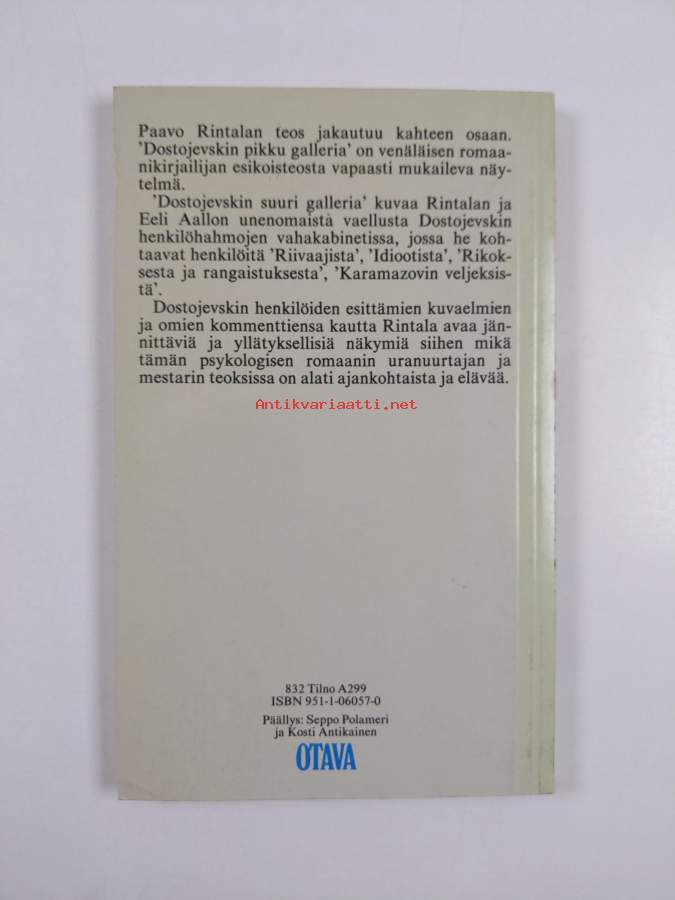 Paavo Rintalan teos jakautuu kahteen osaan.
'Dostojevskin pikku galleria' on venäläisen romaa-
nikirjailijan esikoisteosta vapaasti mukaileva näy-
telmä.
'Dostojevskin suuri galleria' kuvaa Rintalan ja
Eeli Aallon unenomaista vaellusta Dostojevskin
henkilöhahmojen vahakabinetissa, jossa he koh-
taavat henkilöitä 'Riivaajista', 'Idiootista', 'Rikok-
sesta ja rangaistuksesta', 'Karamazovin veljeksis-
tä'.
Dostojevskin henkilöiden esittämien kuvaelmien
ja omien kommenttiensa kautta Rintala avaa jän-
nittäviä ja yllätyksellisiä näkymiä siihen mikä
tämän psykologisen romaanin uranuurtajan ja
mestarin teoksissa on alati ajankohtaista ja elävää.
Antikvariaatti.net
832 Tilno A299
ISBN 951-1-06057-0
Päällys: Seppo Polameri
ja Kosti Antikainen
OTAVA